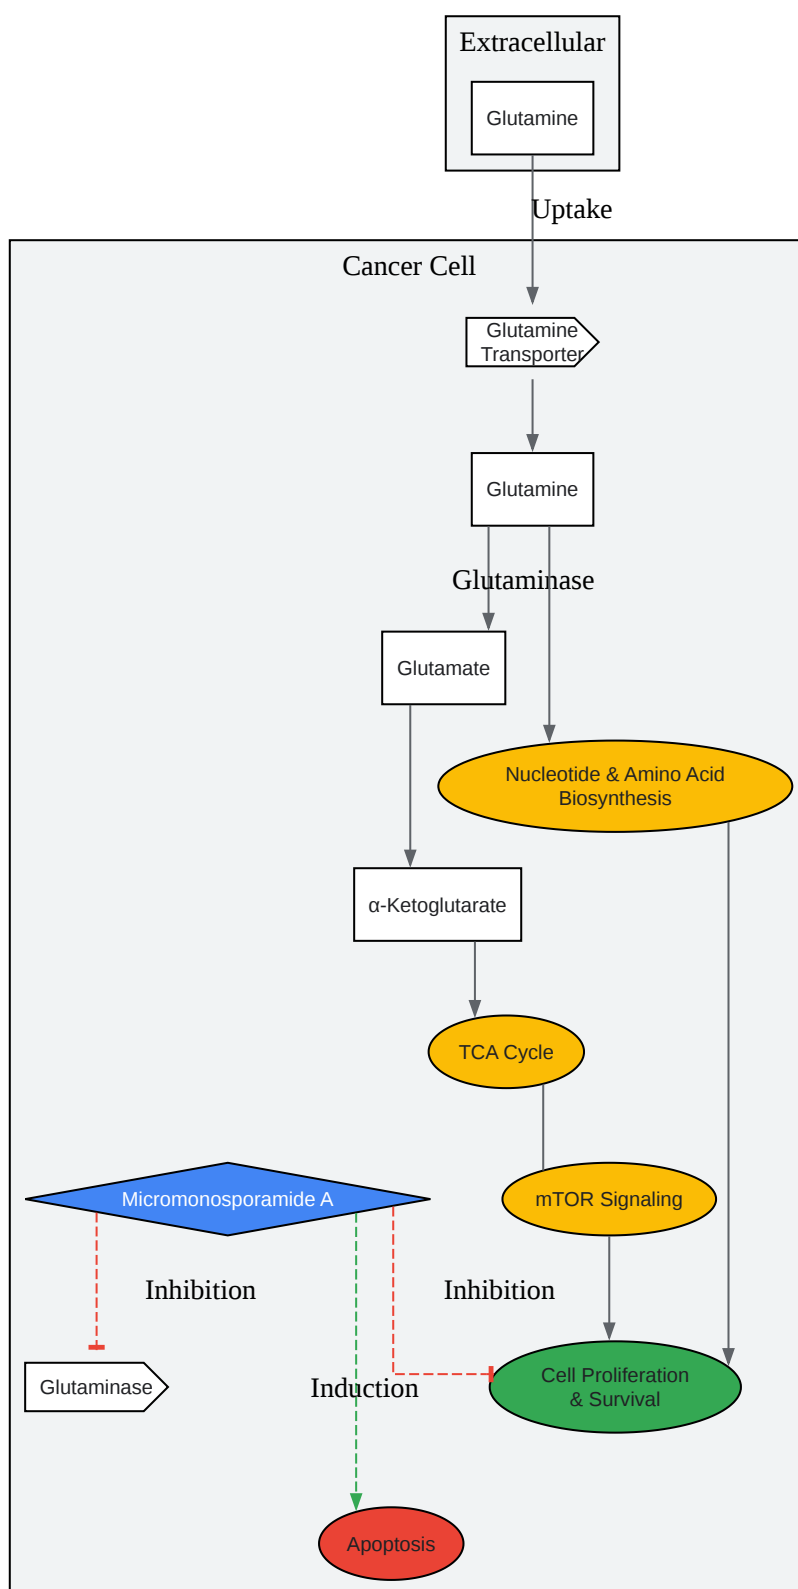 Extracellular
Glutamine
Uptake
Cancer Cell
Glutamine
Transporter
Glutamine
Glutaminase
Glutamate
Nucleotide & Amino Acid
Biosynthesis
α-Ketoglutarate
TCA Cycle
Micromonosporamide A
mTOR Signaling
Inhibition
Inhibition
Glutaminase
Induction
Cell Proliferation
& Survival
Apoptosis